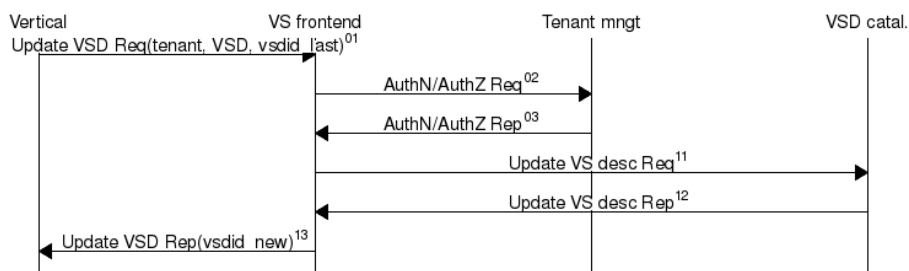 Vertical VS frontend Tenant mngt VSD catal.
Update VSD Req(tenant, VSD, vsdid_last)01
AuthN/AuthZ Req02
AuthN/AuthZ Rep03
Update VS desc Req11
Update VS desc Rep12
Update VSD Rep(vsdid_new)13